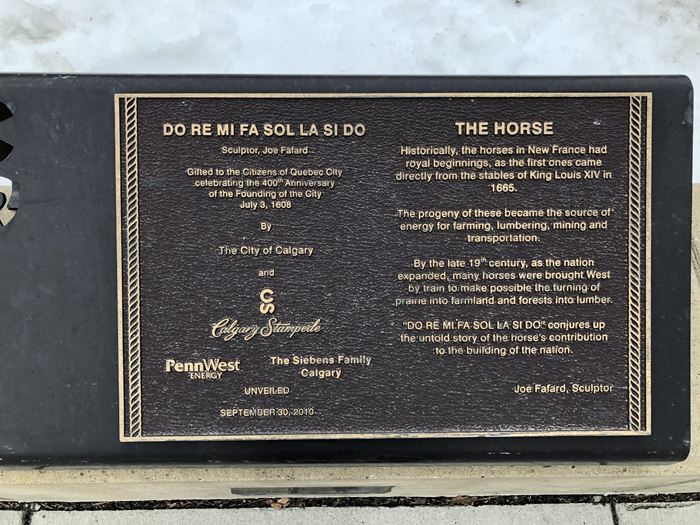 DO RE MI FA SOL LA SI DO
Sculptor, Joe Fafard
Gifted to the Citizens of Quebec City
celebrating the 400th Anniversary
of the Founding of the City
July 3, 1608
By
The City of Calgary
and
CS
Calgary Stampede
PennWest
ENERGY
The Siebens Family
Calgary
UNVEILED
SEPTEMBER 30, 2010
THE HORSE
Historically, the horses in New France had
royal beginnings, as the first ones came
directly from the stables of King Louis XIV in
1665.
The progeny of these became the source of
energy for farming, lumbering, mining and
transportation.
By the late 19th century, as the nation
expanded, many horses were brought West
by train to make possible the turning of
prairie into farmland and forests into lumber.
"DO RE MI FA SOL LA SI DO" conjures up
the untold story of the horse's contribution
to the building of the nation.
Joe Fafard, Sculptor